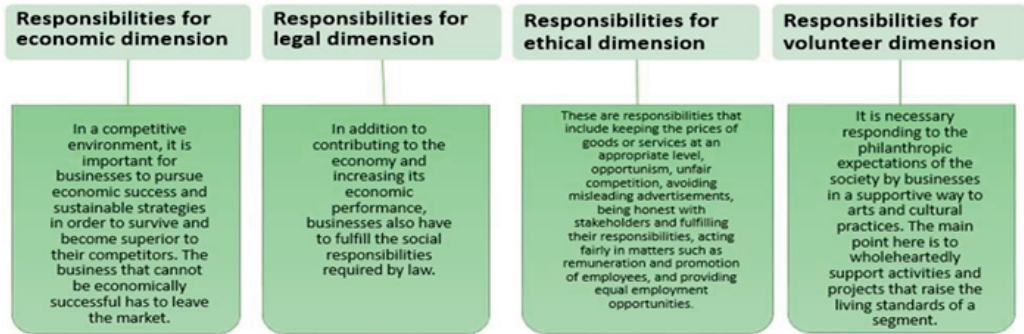 Responsibilities for
economic dimension
In a competitive
environment, it is
important for
businesses to pursue
economic success and
sustainable strategies
in order to survive and
become superior to
their competitors. The
business that cannot
be economically
successful has to leave
the market.
Responsibilities for
legal dimension
In addition to
contributing to the
economy and
increasing its
economic
performance,
businesses also have
to fulfill the social
responsibilities
required by law.
Responsibilities for
ethical dimension
These are responsibilities that
include keeping the prices of
goods or services at an
appropriate level,
opportunism, unfair
competition, avoiding
misleading advertisements,
being honest with
stakeholders and fulfilling
their responsibilities, acting
fairly in matters such as
remuneration and promotion
of employees, and providing
equal employment
opportunities.
Responsibilities for
volunteer dimension
It is necessary
responding to the
philanthropic
expectations of the
society by businesses
in a supportive way to
arts and cultural
practices. The main
point here is to
wholeheartedly
support activities and
projects that raise the
living standards of a
segment.